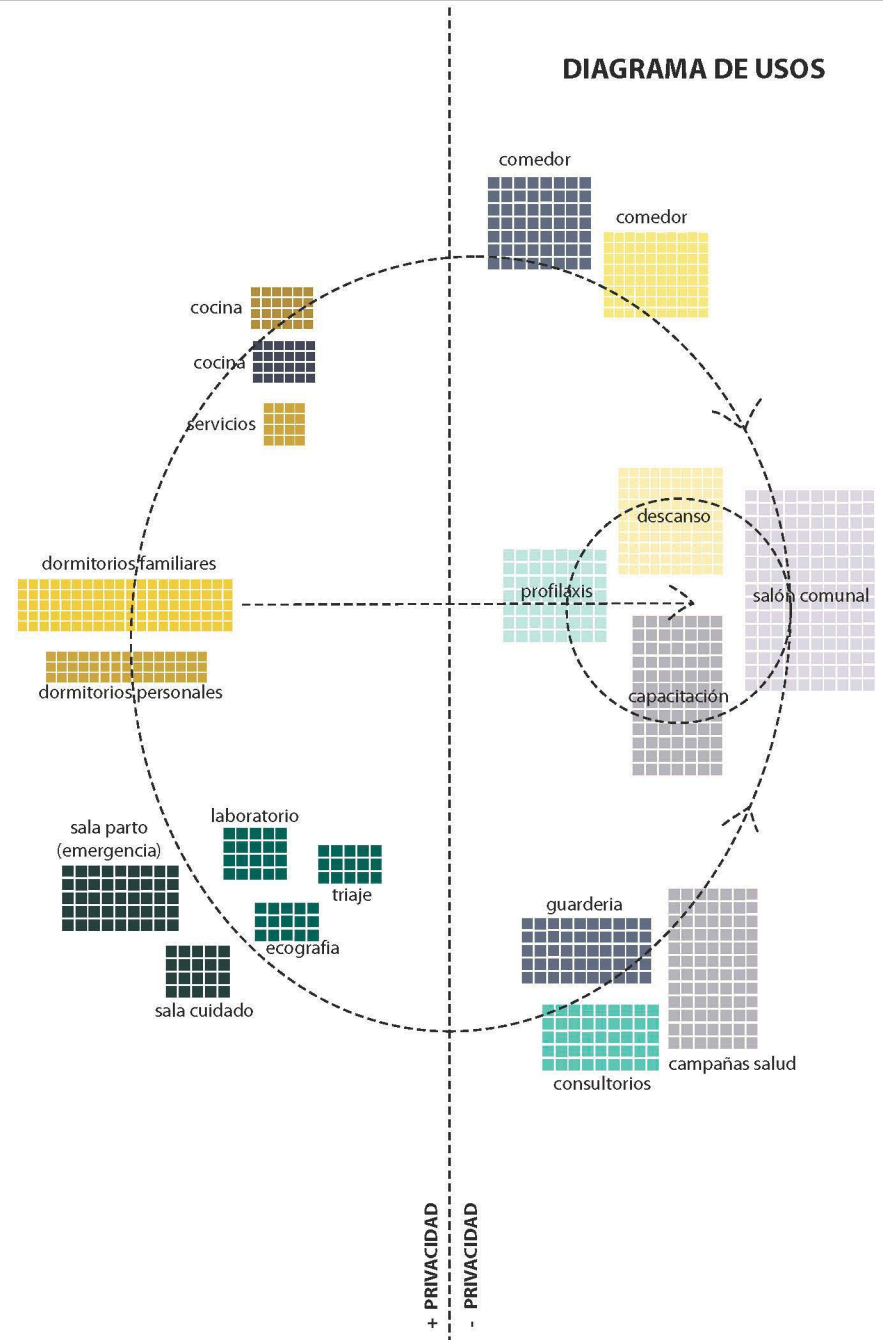 DIAGRAMA DE USOS
comedor
comedor
cocina
cocina
servicios
descanso
dormitorios familiares
profilaxis
salón comunal
dormitorios personales
capacitación
laboratorio
sala parto
(emergencia)
triaje
guarderia
ecografia
sala cuidado
campañas salud
consultorios
+ PRIVACIDAD
- PRIVACIDAD